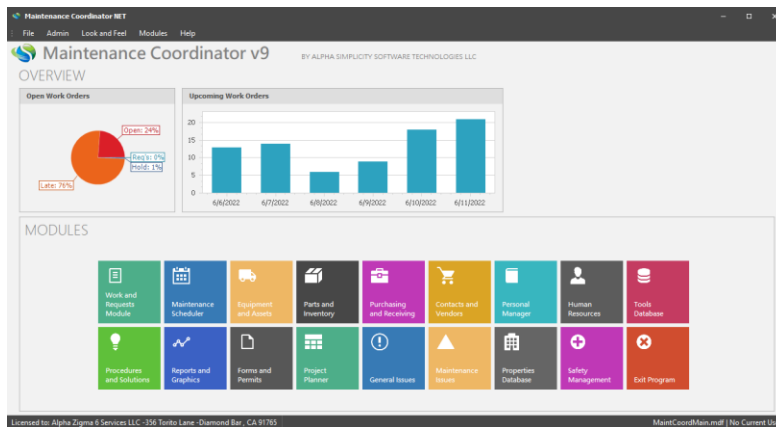 Maintenance Coordinator NET
File Admin Look and Feel Modules Help
Maintenance Coordinator v9 BY ALPHA SIMPLICITY SOFTWARE TECHNOLOGIES LLC
OVERVIEW
Open Work Orders
Open: 24%
Req's: 0%
Hold: 1%
Late: 76%
Upcoming Work Orders
20
15
10
5
0
6/6/2022 6/7/2022 6/8/2022 6/9/2022 6/10/2022 6/11/2022
MODULES
Work and
Requests
Module
Maintenance
Scheduler
Equipment
and Assets
Parts and
Inventory
Purchasing
and Receiving
Contacts and
Vendors
Personal
Manager
Human
Resources
Tools
Database
Procedures
and Solutions
Reports and
Graphics
Forms and
Permits
Project
Planner
General Issues
Maintenance
Issues
Properties
Database
Safety
Management
Exit Program
Licensed to: Alpha Zigma 6 Services LLC -356 Torito Lane -Diamond Bar , CA 91765
MaintCoordMain.mdf | No Current Us